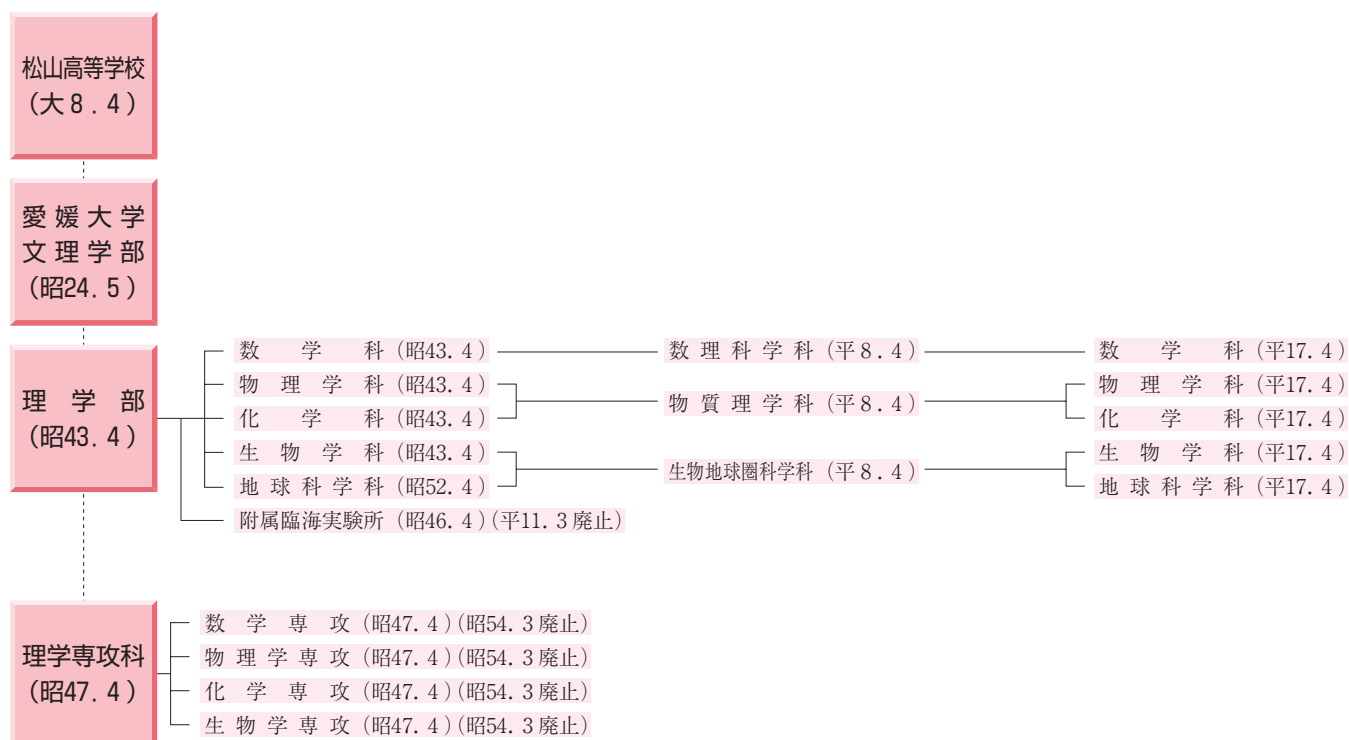 松山高等学校
(大8.4)
愛媛大学
文理学部
(昭24.5)
理学部
(昭43.4)
数学科(昭43.4) 数理科学科(平8.4) 数学科(平17.4)
物理学科(昭43.4) 物理学科(平17.4)
物質理学科(平8.4)
化学科(昭43.4) 化学科(平17.4)
生物学科(昭43.4) 生物学科(平17.4)
生物地球圏科学科(平8.4)
地球科学科(昭52.4) 地球科学科(平17.4)
附属臨海実験所(昭46.4)(平11.3廃止)
理学専攻科
(昭47.4)
数学専攻(昭47.4)(昭54.3廃止)
物理学専攻(昭47.4)(昭54.3廃止)
化学専攻(昭47.4)(昭54.3廃止)
生物学専攻(昭47.4)(昭54.3廃止)